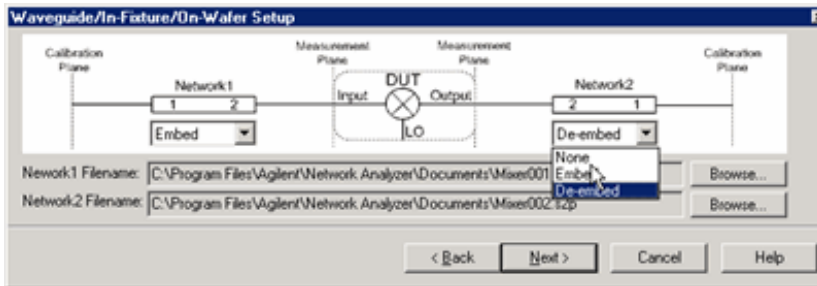 Waveguide/In-Fixture/On-Wafer Setup
Calibration Plane
Measurement Plane
Measurement Plane
Calibration Plane
Network1
1 2
Input
DUT
Output
LO
Network2
2 1
Embed
De-embed
None
Embed
De-embed
Nework1 Filename: C:\Program Files\Agilent\Network Analyzer\Documents\Mixer001
Browse...
Network2 Filename: C:\Program Files\Agilent\Network Analyzer\Documents\Mixer002.s2p
Browse...
< Back
Next >
Cancel
Help